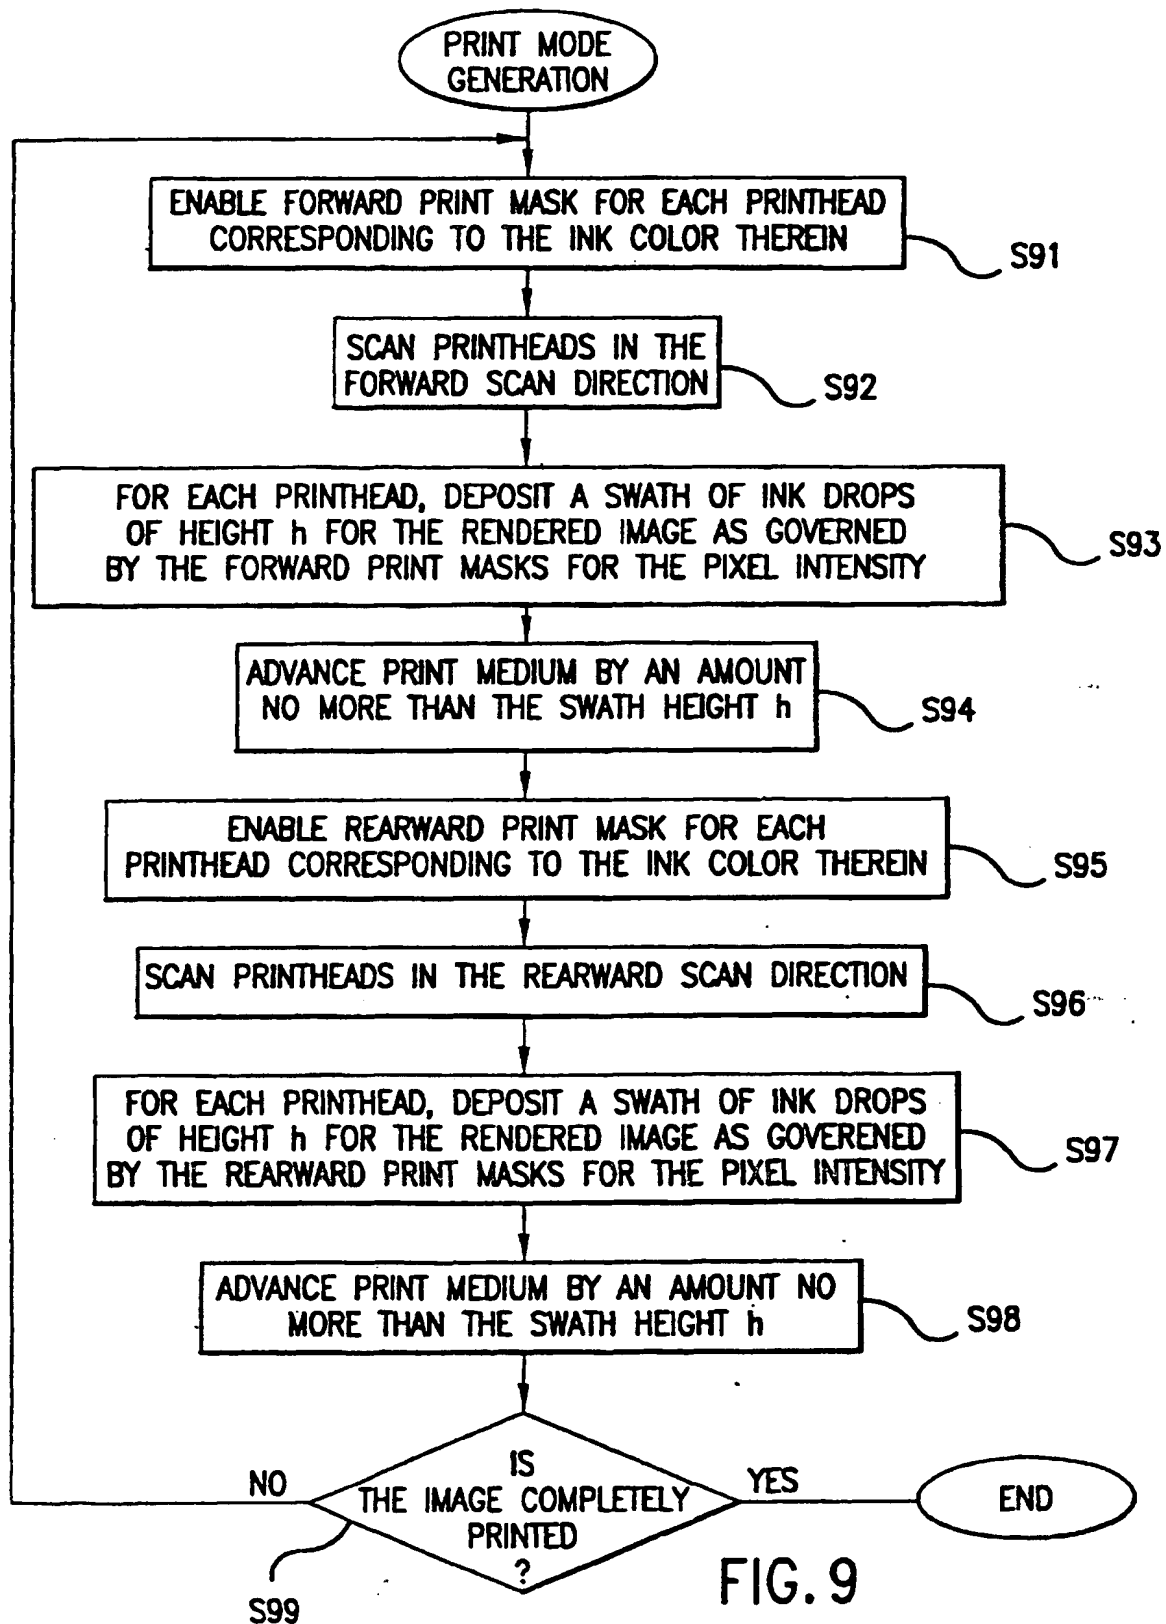 PRINT MODE
GENERATION
ENABLE FORWARD PRINT MASK FOR EACH PRINTHEAD
CORRESPONDING TO THE INK COLOR THEREIN
S91
SCAN PRINTHEADS IN THE
FORWARD SCAN DIRECTION
S92
FOR EACH PRINTHEAD, DEPOSIT A SWATH OF INK DROPS
OF HEIGHT h FOR THE RENDERED IMAGE AS GOVERNED
BY THE FORWARD PRINT MASKS FOR THE PIXEL INTENSITY
S93
ADVANCE PRINT MEDIUM BY AN AMOUNT
NO MORE THAN THE SWATH HEIGHT h
S94
ENABLE REARWARD PRINT MASK FOR EACH
PRINTHEAD CORRESPONDING TO THE INK COLOR THEREIN
S95
SCAN PRINTHEADS IN THE REARWARD SCAN DIRECTION
S96
FOR EACH PRINTHEAD, DEPOSIT A SWATH OF INK DROPS
OF HEIGHT h FOR THE RENDERED IMAGE AS GOVERENED
BY THE REARWARD PRINT MASKS FOR THE PIXEL INTENSITY
S97
ADVANCE PRINT MEDIUM BY AN AMOUNT NO
MORE THAN THE SWATH HEIGHT h
S98
NO
IS
THE IMAGE COMPLETELY
PRINTED
?
YES
END
S99
FIG. 9